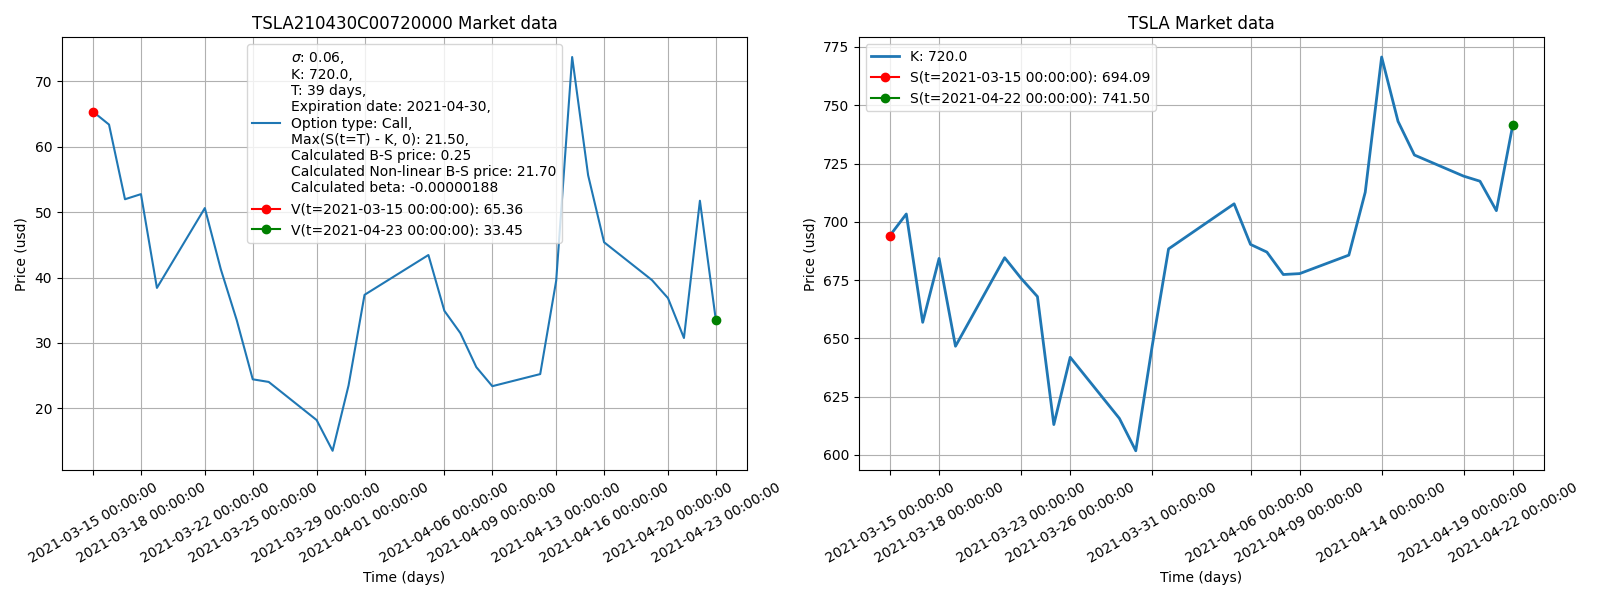 TSLA210430C00720000 Market data
σ: 0.06,
K: 720.0,
T: 39 days,
Expiration date: 2021-04-30,
Option type: Call,
Max(S(t=T) - K, 0): 21.50,
Calculated B-S price: 0.25
Calculated Non-linear B-S price: 21.70
Calculated beta: -0.00000188
V(t=2021-03-15 00:00:00): 65.36
V(t=2021-04-23 00:00:00): 33.45
Price (usd)
70
60
50
40
30
20
2021-03-15 00:00:00
2021-03-18 00:00:00
2021-03-22 00:00:00
2021-03-25 00:00:00
2021-03-29 00:00:00
2021-04-01 00:00:00
2021-04-06 00:00:00
2021-04-09 00:00:00
2021-04-13 00:00:00
2021-04-16 00:00:00
2021-04-20 00:00:00
2021-04-23 00:00:00
Time (days)
TSLA Market data
K: 720.0
S(t=2021-03-15 00:00:00): 694.09
S(t=2021-04-22 00:00:00): 741.50
Price (usd)
775
750
725
700
675
650
625
600
2021-03-15 00:00:00
2021-03-18 00:00:00
2021-03-23 00:00:00
2021-03-26 00:00:00
2021-03-31 00:00:00
2021-04-06 00:00:00
2021-04-09 00:00:00
2021-04-14 00:00:00
2021-04-19 00:00:00
2021-04-22 00:00:00
Time (days)